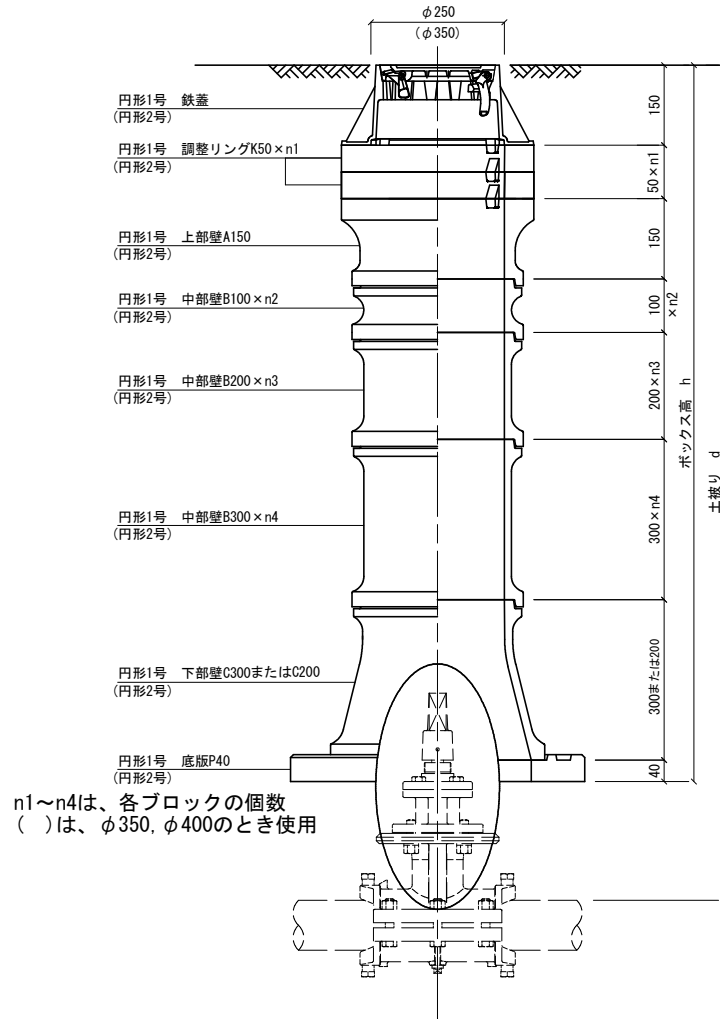 φ250
(φ350)
円形1号 鉄蓋
(円形2号)
150
円形1号 調整リングK50×n1
(円形2号)
50×n1
円形1号 上部壁A150
(円形2号)
150
円形1号 中部壁B100×n2
(円形2号)
100
×n2
円形1号 中部壁B200×n3
(円形2号)
200×n3
ボックス高 h
土被り d
円形1号 中部壁B300×n4
(円形2号)
300×n4
円形1号 下部壁C300またはC200
(円形2号)
300または200
円形1号 底版P40
(円形2号)
40
n1~n4は、各ブロックの個数
( )は、φ350, φ400のとき使用